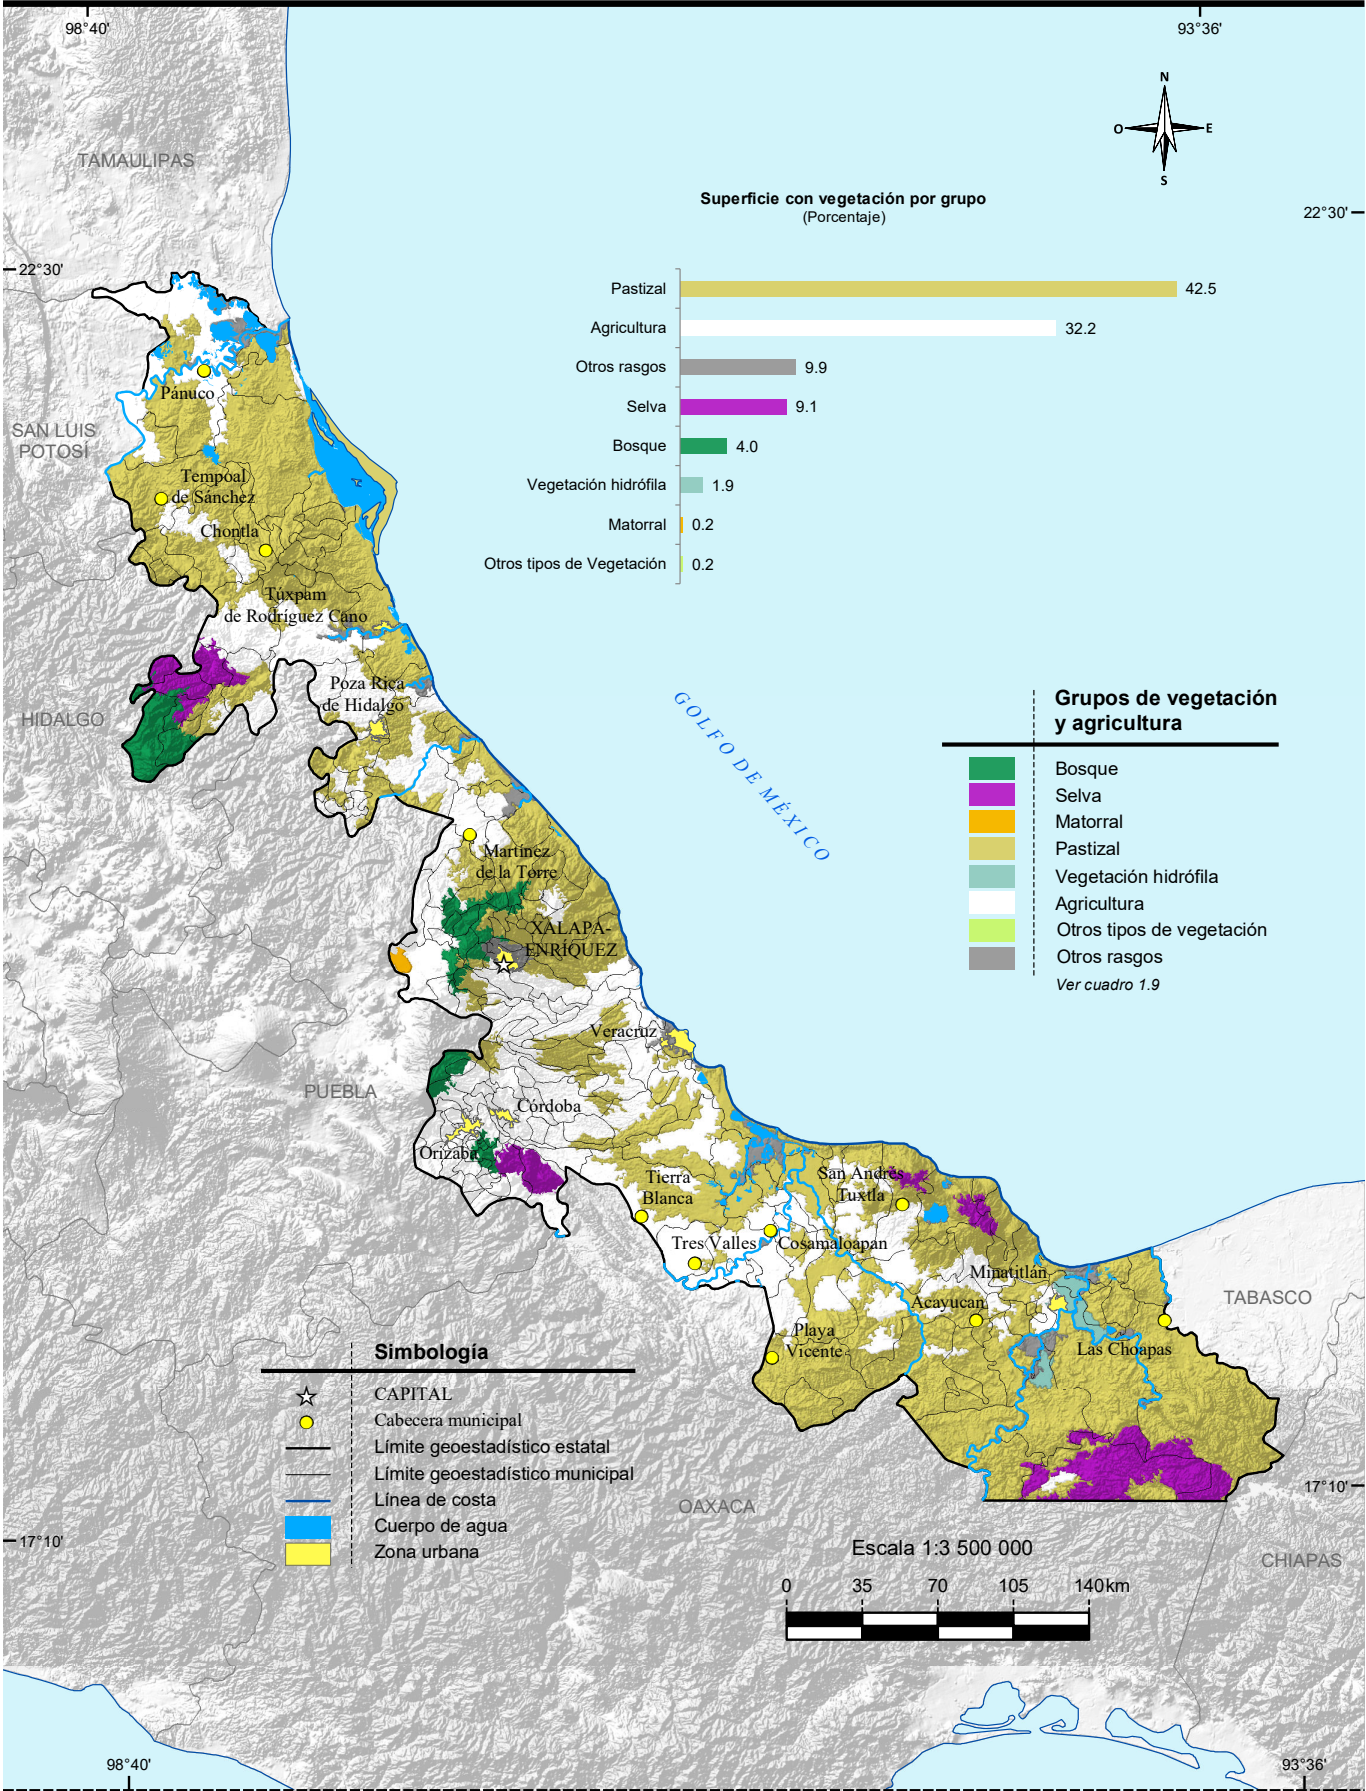 98°40'
93°36'
N
O
E
S
TAMAULIPAS
Superficie con vegetación por grupo
(Porcentaje)
22°30'
22°30'
Pastizal 42.5
Agricultura 32.2
Otros rasgos 9.9
Selva 9.1
Bosque 4.0
Vegetación hidrófila 1.9
Matorral 0.2
Otros tipos de Vegetación 0.2
Pánuco
SAN LUIS
POTOSÍ
Tempoal
de Sánchez
Chontla
Túxpam
de Rodríguez Cano
Poza Rica
de Hidalgo
HIDALGO
GOLFO DE MÉXICO
Grupos de vegetación
y agricultura
Bosque
Selva
Matorral
Pastizal
Vegetación hidrófila
Agricultura
Otros tipos de vegetación
Otros rasgos
Ver cuadro 1.9
Martínez
de la Torre
XALAPA-
ENRÍQUEZ
Veracruz
PUEBLA
Córdoba
Orizaba
Tierra
Blanca
San Andrés
Tuxtla
Tres Valles
Cosamaloapan
Minatitlán
Acayucan
TABASCO
Playa
Vicente
Las Choapas
Simbología
CAPITAL
Cabecera municipal
Límite geoestadístico estatal
Límite geoestadístico municipal
Línea de costa
Cuerpo de agua
Zona urbana
OAXACA
17°10'
17°10'
CHIAPAS
Escala 1:3 500 000
0 35 70 105 140 km
98°40'
93°36'